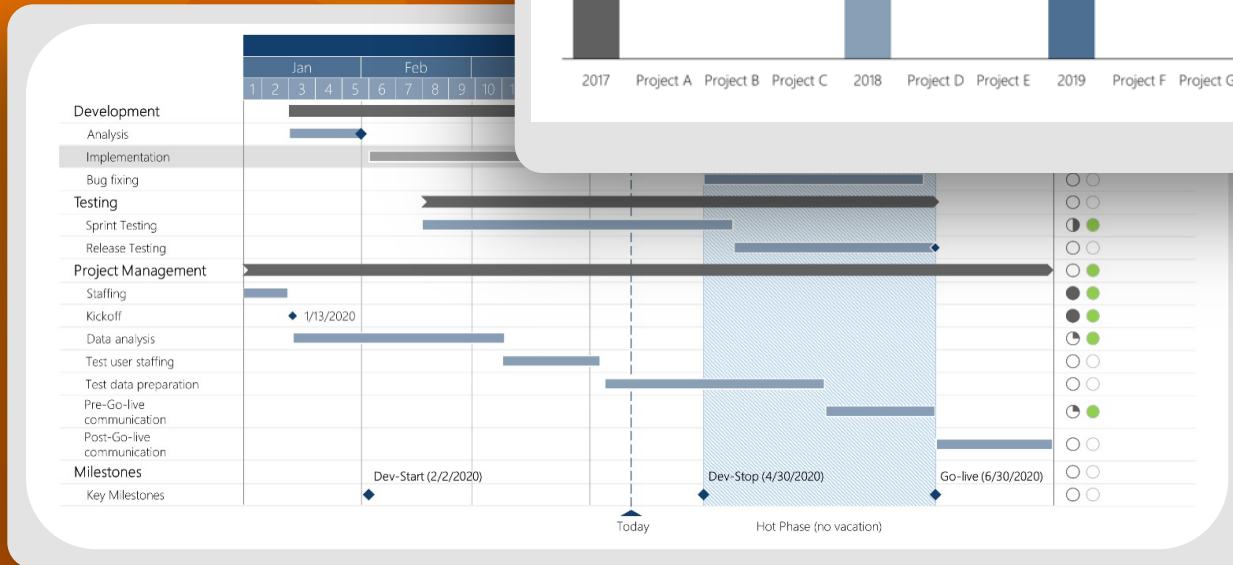 2017 Project A Project B Project C 2018 Project D Project E 2019 Project F Project G
Jan Feb
1 2 3 4 5 6 7 8 9 10
Development
Analysis
Implementation
Bug fixing
Testing
Sprint Testing
Release Testing
Project Management
Staffing
Kickoff 1/13/2020
Data analysis
Test user staffing
Test data preparation
Pre-Go-live
communication
Post-Go-live
communication
Milestones
Dev-Start (2/2/2020) Dev-Stop (4/30/2020) Go-live (6/30/2020)
Key Milestones
Today Hot Phase (no vacation)